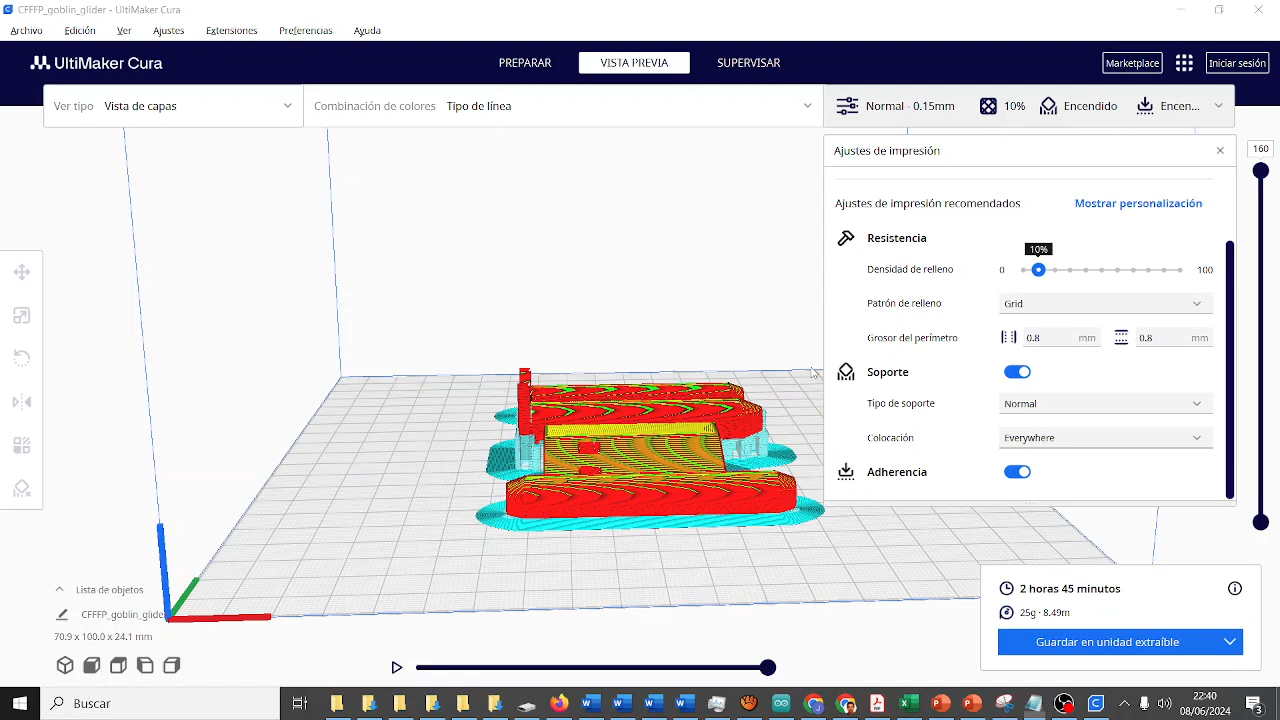 CFFFP_goblin_glider - UltiMaker Cura
Archivo Edición Ver Ajustes Extensiones Preferencias Ayuda
UltiMaker Cura
PREPARAR VISTA PREVIA SUPERVISAR
Marketplace Iniciar sesión
Ver tipo Vista de capas
Combinación de colores Tipo de línea
Normal - 0.15mm 10% Encendido Encen...
Ajustes de impresión
160
Ajustes de impresión recomendados Mostrar personalización
Resistencia
10%
Densidad de relleno 0 100
Patrón de relleno Grid
Grosor del perímetro 0.8 mm 0.8 mm
Soporte
Tipo de soporte Normal
Colocación Everywhere
Adherencia
Lista de objetos
CFFFP_goblin_glide
70.9 x 100.0 x 24.1 mm
2 horas 45 minutos
25g · 8.49m
Guardar en unidad extraíble
Buscar
22:40
08/06/2024
3